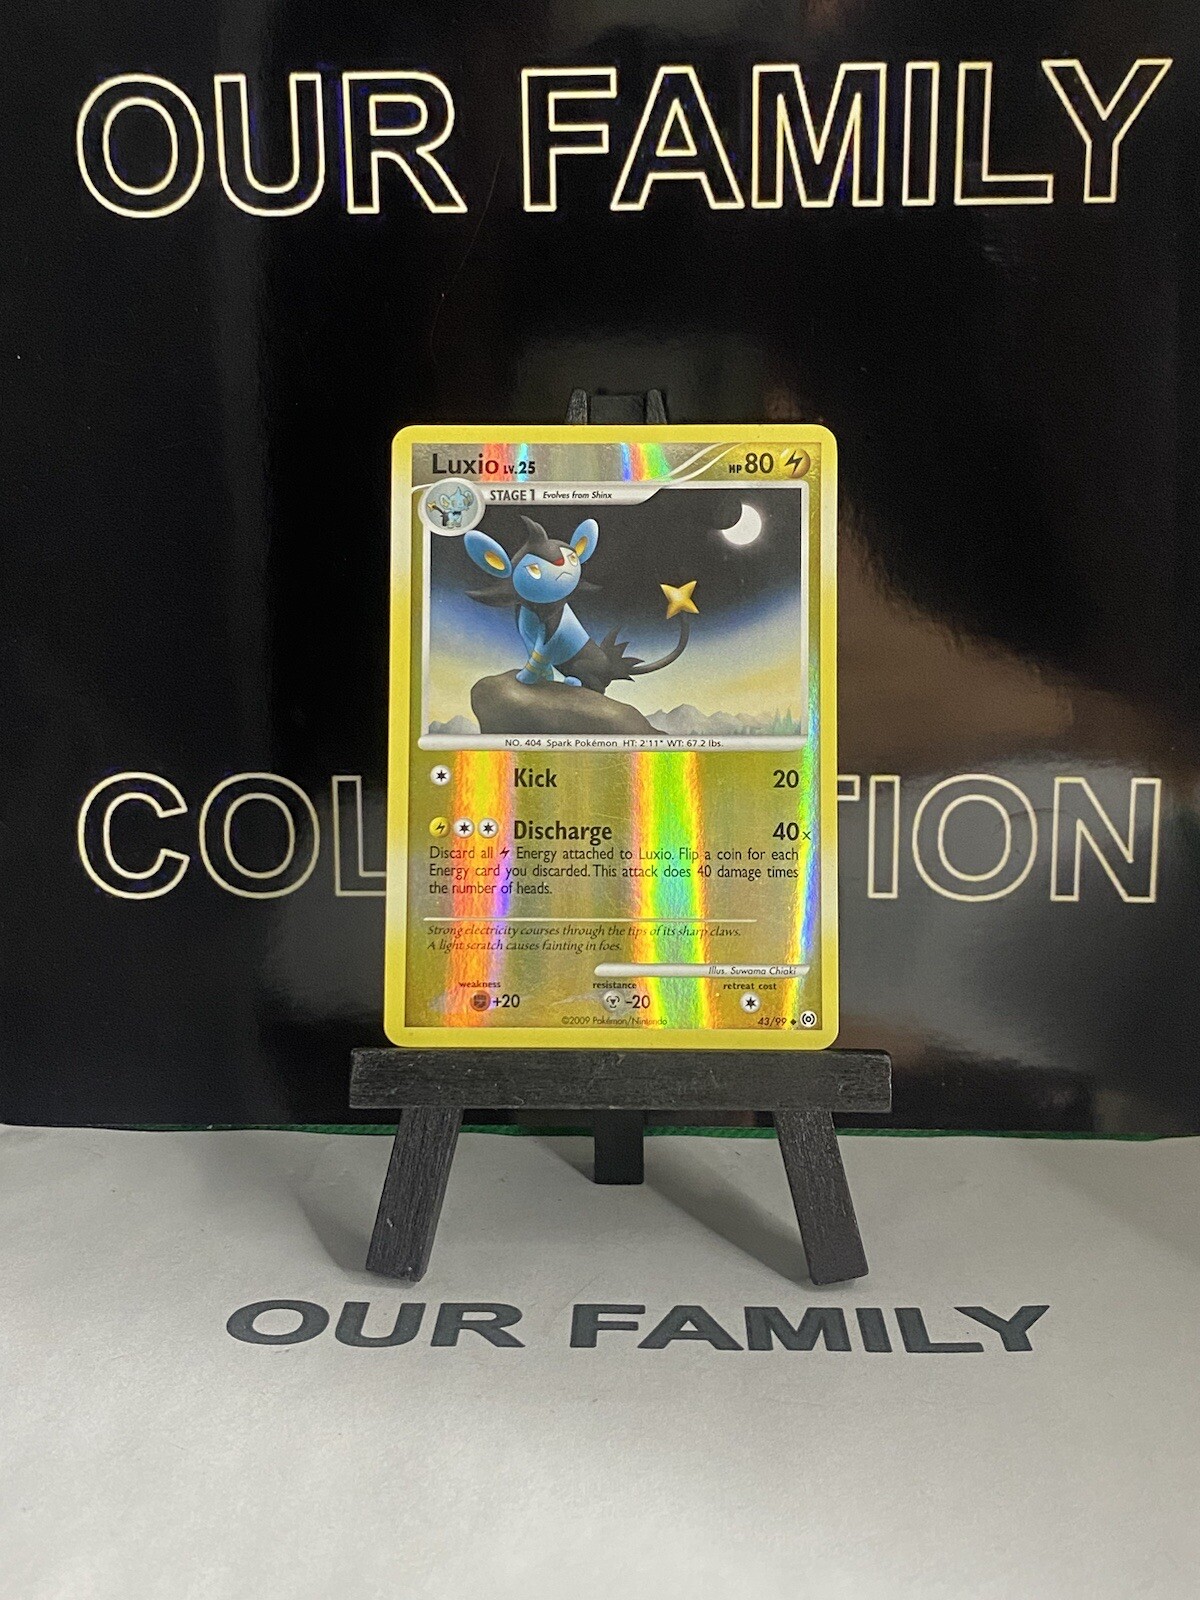 OUR FAMILY
COL TION
Luxio LV.25
HP 80
STAGE 1 Evolves from Shinx
NO. 404 Spark Pokémon HT: 2'11" WT: 67.2 lbs.
Kick 20
Discharge 40x
Discard all Energy attached to Luxio. Flip a coin for each
Energy card you discarded. This attack does 40 damage times
the number of heads.
Strong electricity courses through the tips of its sharp claws.
A light scratch causes fainting in foes.
Illus. Suwama Chiaki
weakness resistance retreat cost
+20 -20
©2009 Pokémon/Nintendo 43/99
OUR FAMILY